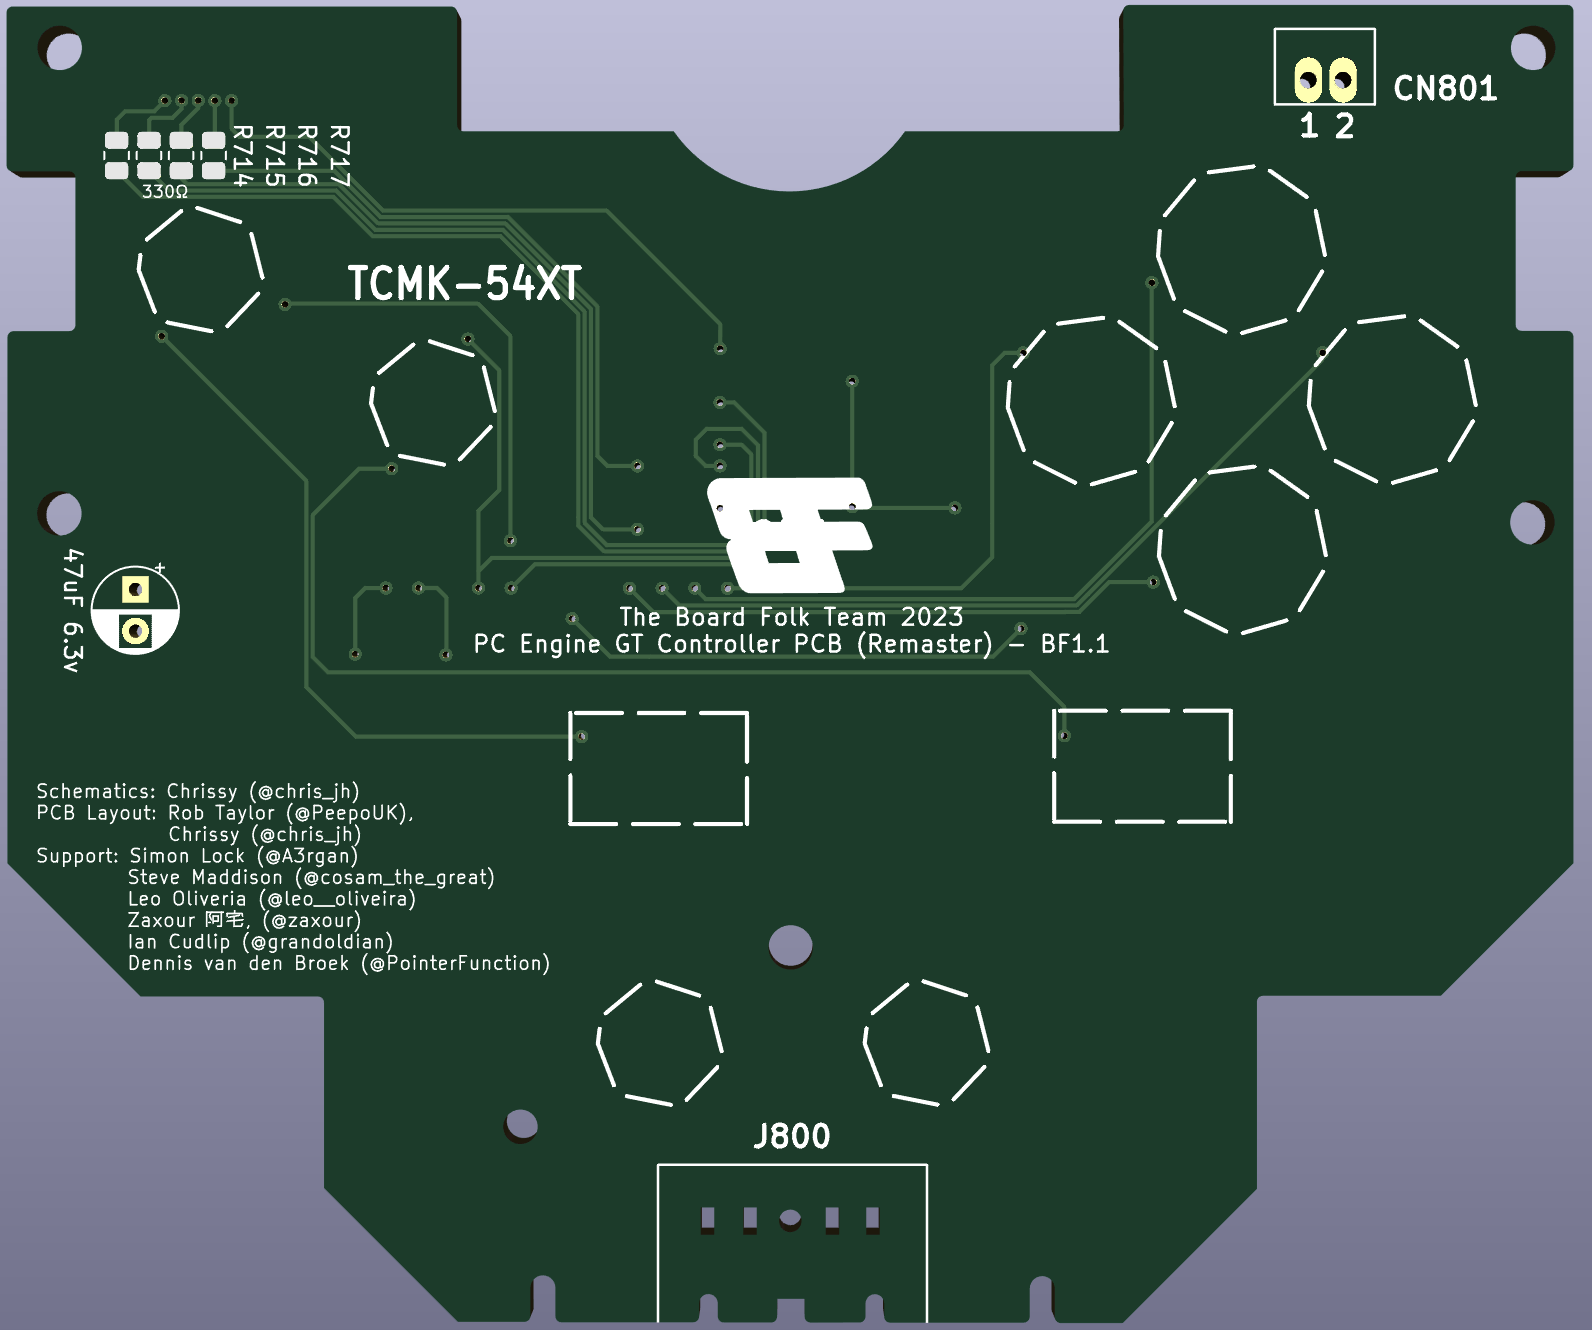 CN801
1 2
R714
R715
R716
R717
330Ω
TCMK-54XT
+
47uF 6.3v
The Board Folk Team 2023
PC Engine GT Controller PCB (Remaster) - BF1.1
Schematics: Chrissy (@chris_jh)
PCB Layout: Rob Taylor (@PeepoUK),
Chrissy (@chris_jh)
Support: Simon Lock (@A3rgan)
Steve Maddison (@cosam_the_great)
Leo Oliveria (@leo__oliveira)
Zaxour 阿宅, (@zaxour)
Ian Cudlip (@grandoldian)
Dennis van den Broek (@PointerFunction)
J800